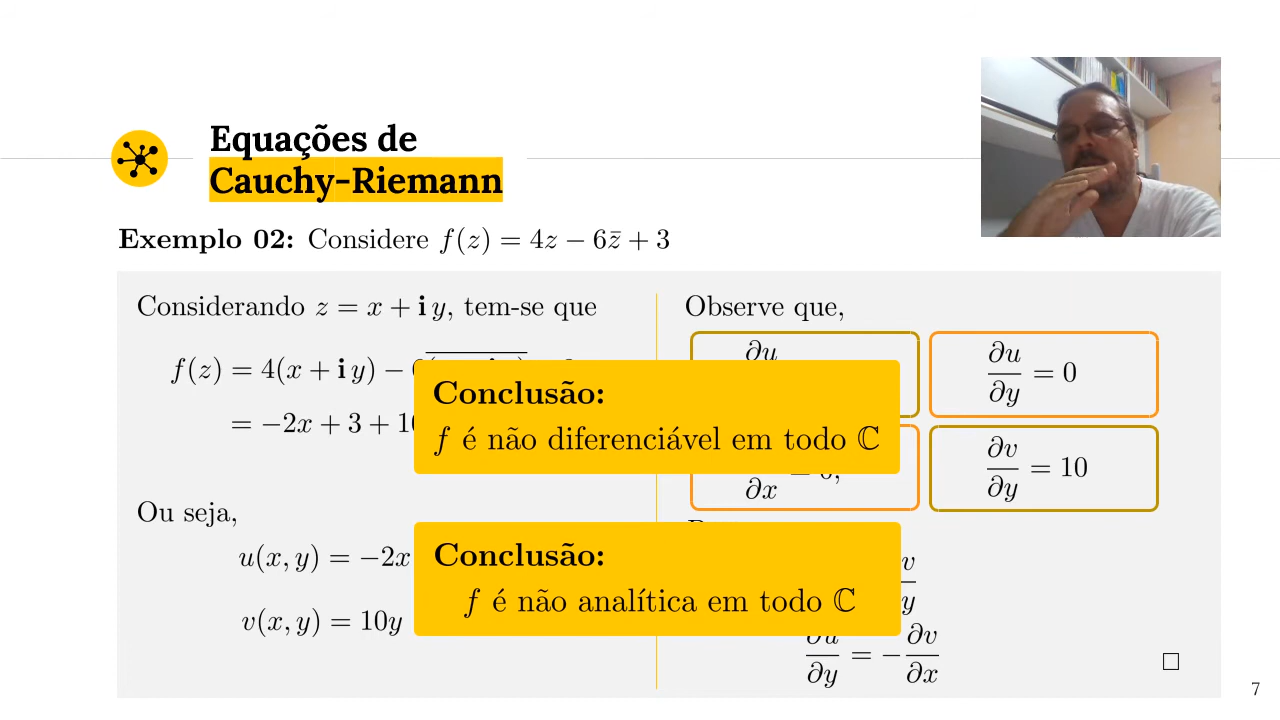 Equações de
Cauchy-Riemann
Exemplo 02: Considere f(z) = 4z − 6z̄ + 3
Considerando z = x + i y, tem-se que
f(z) = 4(x + i y) −
= −2x + 3 +
Ou seja,
u(x, y) = −2x
v(x, y) = 10y
Observe que,
∂u
∂u/∂y = 0
∂x
∂v/∂y = 10
∂u/∂y = −∂v/∂x
□
Conclusão:
f é não diferenciável em todo ℂ
Conclusão:
f é não analítica em todo ℂ
7